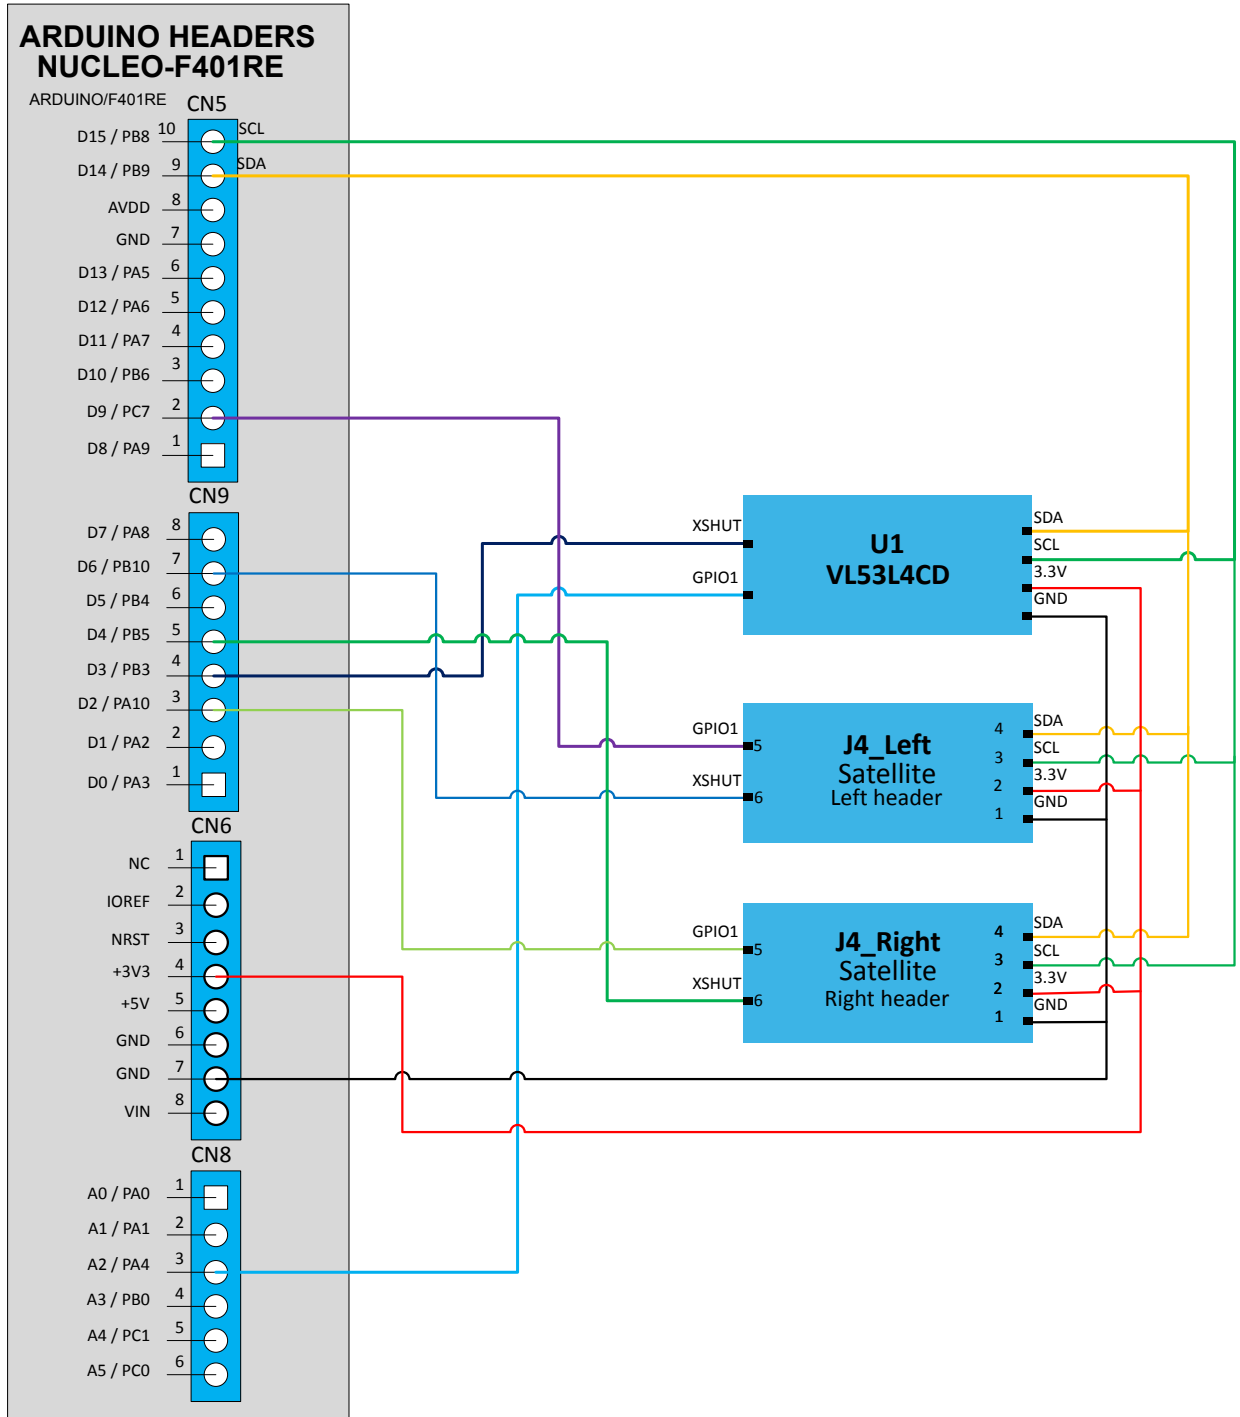 ARDUINO HEADERS
NUCLEO-F401RE
ARDUINO/F401RE
CN5
D15 / PB8 10 SCL
D14 / PB9 9 SDA
AVDD 8
GND 7
D13 / PA5 6
D12 / PA6 5
D11 / PA7 4
D10 / PB6 3
D9 / PC7 2
D8 / PA9 1
CN9
D7 / PA8 8
D6 / PB10 7
D5 / PB4 6
D4 / PB5 5
D3 / PB3 4
D2 / PA10 3
D1 / PA2 2
D0 / PA3 1
CN6
NC 1
IOREF 2
NRST 3
+3V3 4
+5V 5
GND 6
GND 7
VIN 8
CN8
A0 / PA0 1
A1 / PA1 2
A2 / PA4 3
A3 / PB0 4
A4 / PC1 5
A5 / PC0 6
XSHUT
GPIO1
U1
VL53L4CD
SDA
SCL
3.3V
GND
GPIO1 5
XSHUT 6
J4_Left
Satellite
Left header
4 SDA
3 SCL
2 3.3V
1 GND
GPIO1 5
XSHUT 6
J4_Right
Satellite
Right header
4 SDA
3 SCL
2 3.3V
1 GND